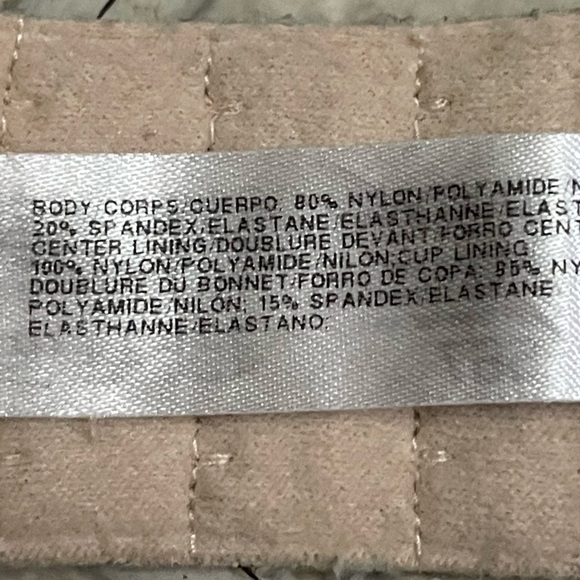 BODY/CORPS/CUERPO: 80% NYLON/POLYAMIDE/N
20% SPANDEX/ELASTANE/ELASTHANNE/ELAST
CENTER LINING/DOUBLURE DEVANT/FORRO CENT
100% NYLON/POLYAMIDE/NILON;CUP LINING
DOUBLURE DU BONNET/FORRO DE COPA: 85% NY
POLYAMIDE/NILON, 15% SPANDEX/ELASTANE
ELASTHANNE/ELASTANO.